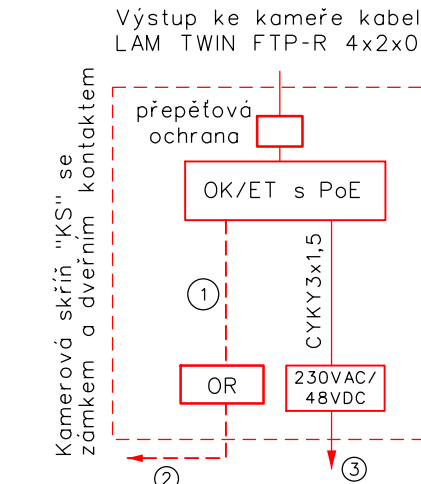 Výstup ke kameře kabel
LAM TWIN FTP-R 4x2x0
přepěťová
ochrana
OK/ET s PoE
Kamerová skříň "KS" se
zámkem a dveřním kontaktem
1
CYKY3x1,5
OR
230VAC/
48VDC
2
3